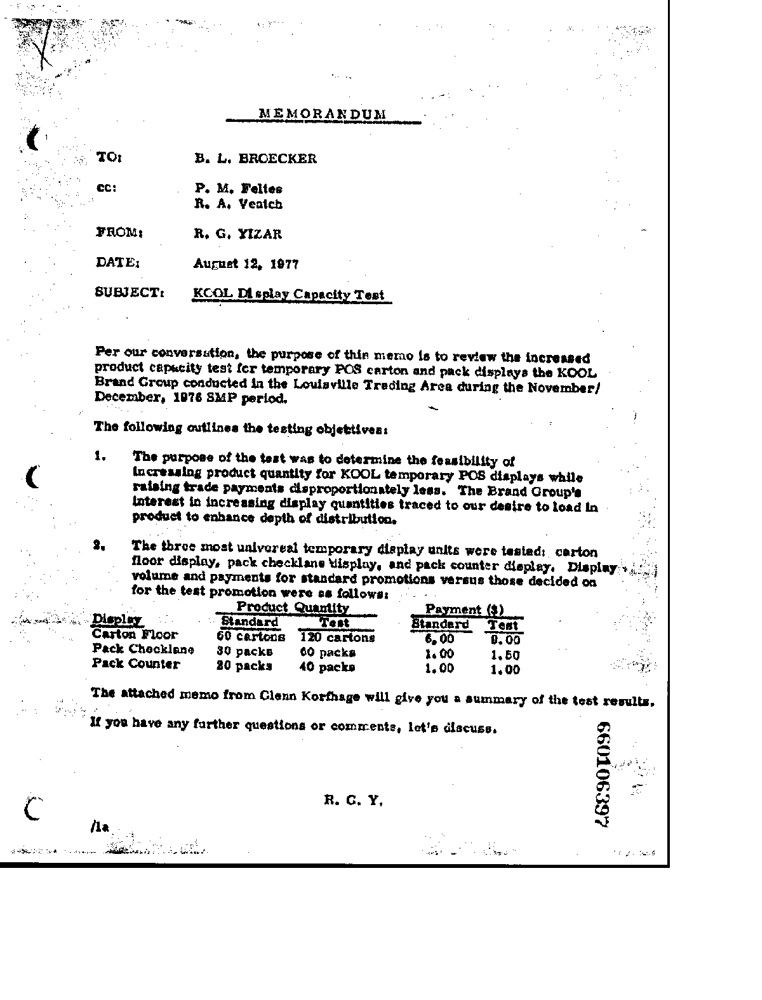 MEMORANDUM
TO: B. L. BROECKER
cc: P. M. Feltes
R. A. Veatch
FROM: R. G. YIZAR
DATE: August 12, 1977
SUBJECT: KOOL Display Capacity Test
Per our conversation, the purpose of this memo is to review the increased
product capacity test for temporary POS carton and pack displays the KOOL
Brand Group conducted in the Louisville Trading Area during the November/
December, 1976 SMP period.
The following outlines the testing objectives:
1. The purpose of the test was to determine the feasibility of
increasing product quantity for KOOL temporary POS displays while
raising trade payments disproportionately less. The Brand Group's
interest in increasing display quantities traced to our desire to load in
product to enhance depth of distribution.
2. The three most universal temporary display units were tested: carton
floor display, pack checklane display, and pack counter display. Display
volume and payments for standard promotions versus those decided on
for the test promotion were as follows:
Product Quantity Payment ($)
Display Standard Test Standard Test
Carton Floor 60 cartons 120 cartons 6.00 9.00
Pack Checklane 30 packs 60 packs 1.00 1.50
Pack Counter 20 packs 40 packs 1.00 1.00
The attached memo from Glenn Korfhage will give you a summary of the test results.
If you have any further questions or comments, let's discuss.
R. G. Y.
/la
660106397